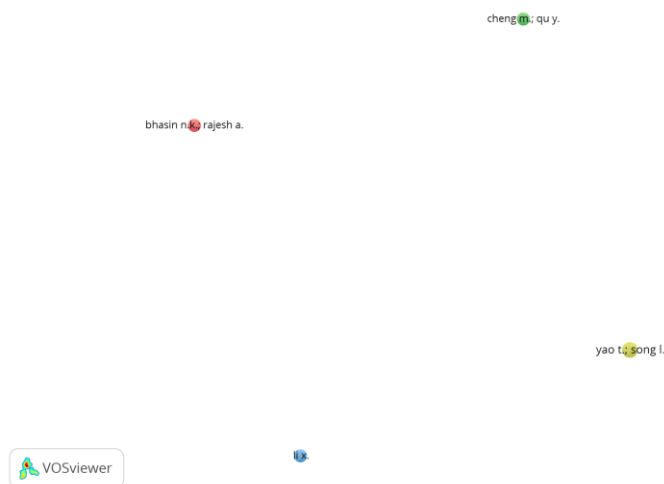 cheng m.; qu y.
bhasin n.k.; rajesh a.
yao t.; song l.
li x.
VOSviewer